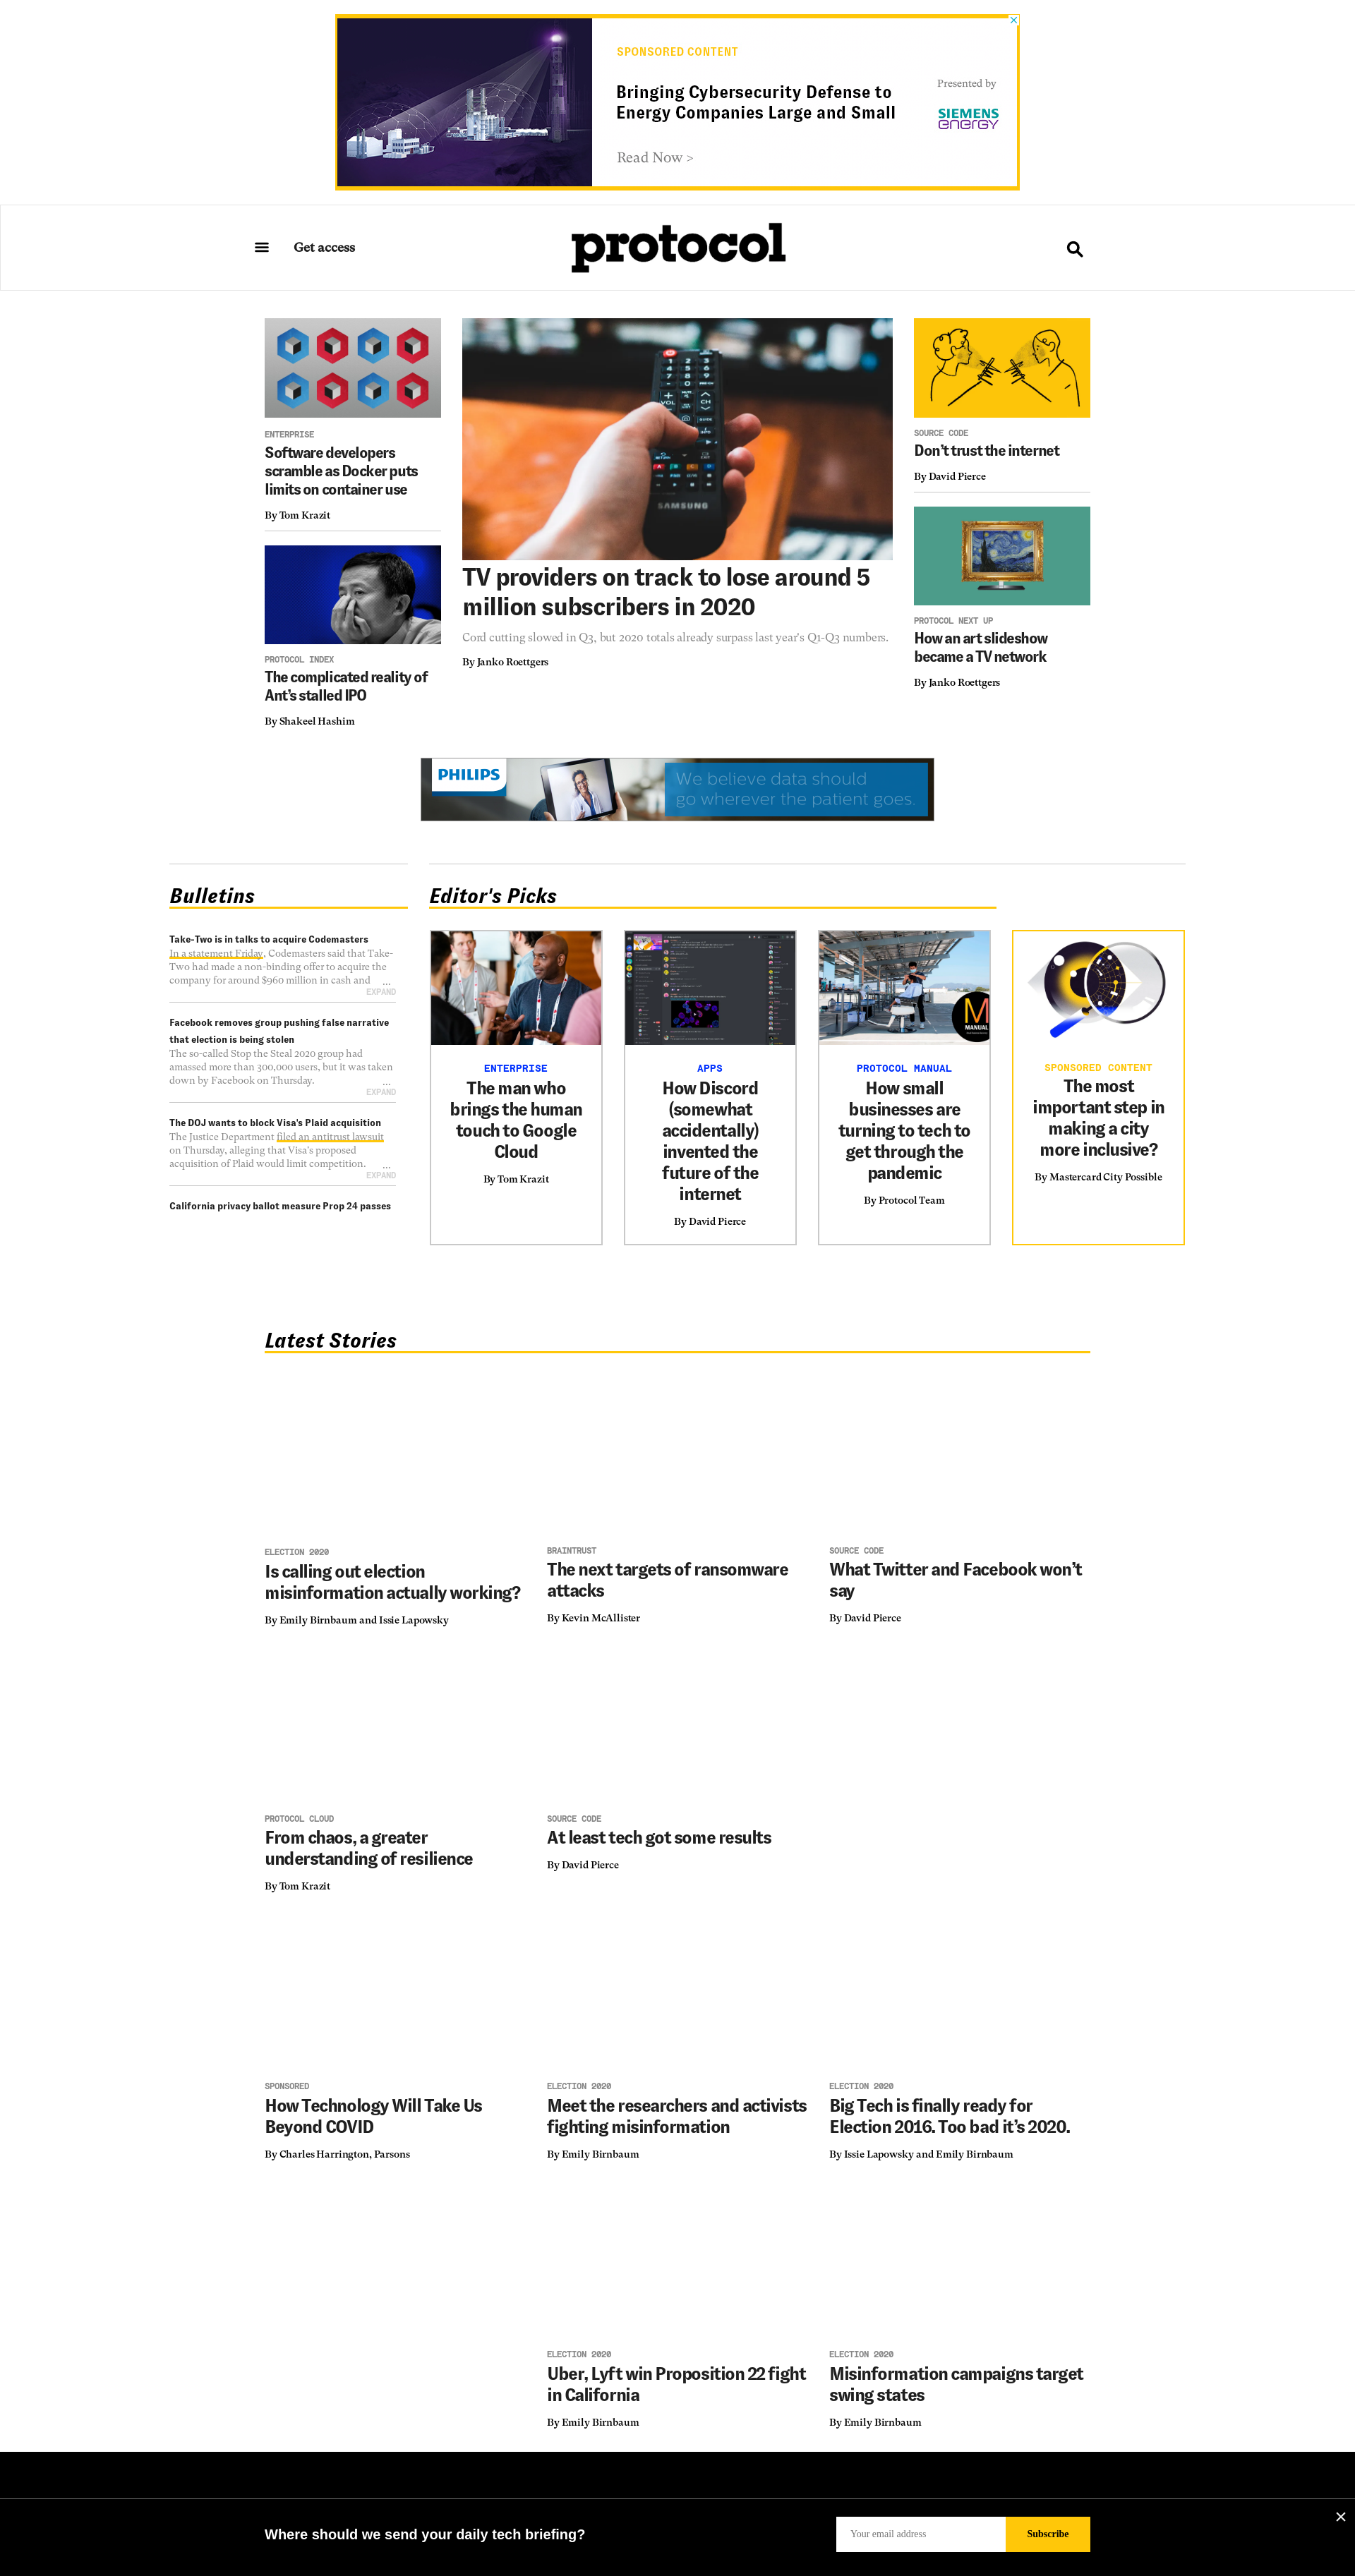 SPONSORED CONTENT
Bringing Cybersecurity Defense to
Energy Companies Large and Small
Read Now >
Presented by
SIEMENS
energy
Get access
protocol
ENTERPRISE
Software developers
scramble as Docker puts
limits on container use
By Tom Krazit
PROTOCOL INDEX
The complicated reality of
Ant's stalled IPO
By Shakeel Hashim
SAMSUNG
TV providers on track to lose around 5
million subscribers in 2020
Cord cutting slowed in Q3, but 2020 totals already surpass last year's Q1-Q3 numbers.
By Janko Roettgers
SOURCE CODE
Don't trust the internet
By David Pierce
PROTOCOL NEXT UP
How an art slideshow
became a TV network
By Janko Roettgers
PHILIPS
We believe data should
go wherever the patient goes.
Bulletins
Take-Two is in talks to acquire Codemasters
In a statement Friday, Codemasters said that Take-
Two had made a non-binding offer to acquire the
company for around $960 million in cash and ...
EXPAND
Facebook removes group pushing false narrative
that election is being stolen
The so-called Stop the Steal 2020 group had
amassed more than 300,000 users, but it was taken
down by Facebook on Thursday. ...
EXPAND
The DOJ wants to block Visa's Plaid acquisition
The Justice Department filed an antitrust lawsuit
on Thursday, alleging that Visa's proposed
acquisition of Plaid would limit competition. ...
EXPAND
California privacy ballot measure Prop 24 passes
Editor's Picks
ENTERPRISE
The man who
brings the human
touch to Google
Cloud
By Tom Krazit
APPS
How Discord
(somewhat
accidentally)
invented the
future of the
internet
By David Pierce
M
MANUAL
PROTOCOL MANUAL
How small
businesses are
turning to tech to
get through the
pandemic
By Protocol Team
SPONSORED CONTENT
The most
important step in
making a city
more inclusive?
By Mastercard City Possible
Latest Stories
ELECTION 2020
Is calling out election
misinformation actually working?
By Emily Birnbaum and Issie Lapowsky
BRAINTRUST
The next targets of ransomware
attacks
By Kevin McAllister
SOURCE CODE
What Twitter and Facebook won't
say
By David Pierce
PROTOCOL CLOUD
From chaos, a greater
understanding of resilience
By Tom Krazit
SOURCE CODE
At least tech got some results
By David Pierce
SPONSORED
How Technology Will Take Us
Beyond COVID
By Charles Harrington, Parsons
ELECTION 2020
Meet the researchers and activists
fighting misinformation
By Emily Birnbaum
ELECTION 2020
Big Tech is finally ready for
Election 2016. Too bad it's 2020.
By Issie Lapowsky and Emily Birnbaum
ELECTION 2020
Uber, Lyft win Proposition 22 fight
in California
By Emily Birnbaum
ELECTION 2020
Misinformation campaigns target
swing states
By Emily Birnbaum
Where should we send your daily tech briefing?
Your email address
Subscribe